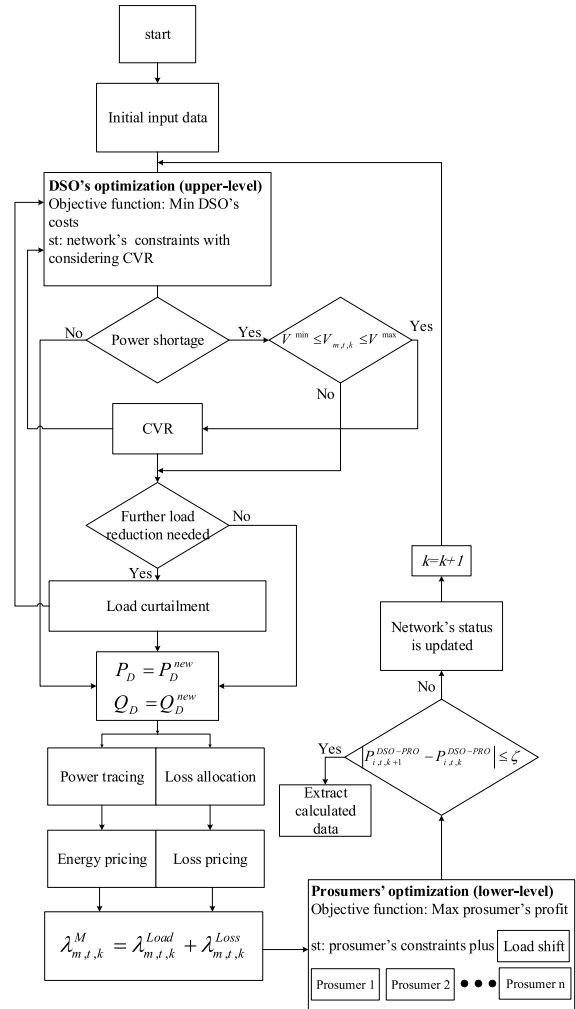 start
Initial input data
DSO's optimization (upper-level)
Objective function: Min DSO's
costs
st: network's constraints with
considering CVR
No
Power shortage
Yes
V^min ≤V_m,t,k ≤V^max
Yes
No
CVR
Further load
reduction needed
No
Yes
Load curtailment
P_D = P_D^new
Q_D = Q_D^new
Power tracing
Loss allocation
Energy pricing
Loss pricing
λ^M_m,t,k = λ^Load_m,t,k + λ^Loss_m,t,k
k=k+1
Network's status
is updated
No
Yes
|P^DSO-PRO_i,t,k+1 − P^DSO-PRO_i,t,k| ≤ ζ
Extract
calculated
data
Prosumers' optimization (lower-level)
Objective function: Max prosumer's profit
st: prosumer's constraints plus Load shift
Prosumer 1 Prosumer 2 ●●● Prosumer n